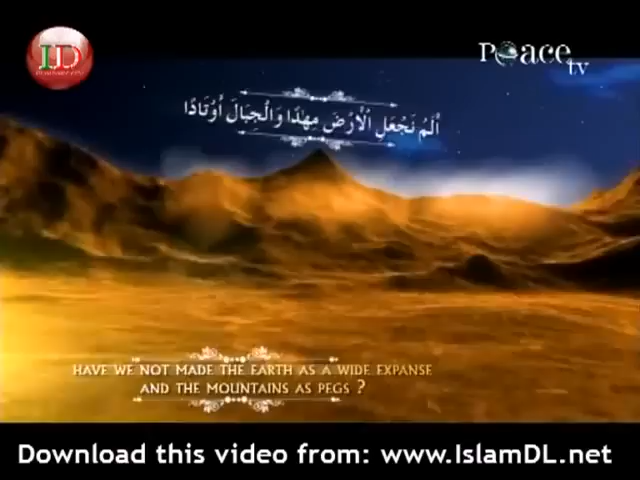 ID
peace
tv
أَلَمْ نَجْعَلِ الْأَرْضَ مِهَٰدًا وَالْجِبَالَ أَوْتَادًا
HAVE WE NOT MADE THE EARTH AS A WIDE EXPANSE
AND THE MOUNTAINS AS PEGS ?
Download this video from: www.IslamDL.net